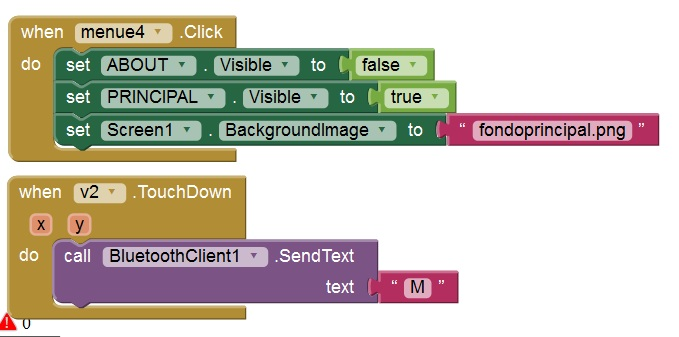 when menue4 .Click
do set ABOUT . Visible to false
set PRINCIPAL . Visible to true
set Screen1 . BackgroundImage to “ fondoprincipal.png ”
when v2 .TouchDown
x y
do call BluetoothClient1 .SendText
text “ M ”
0